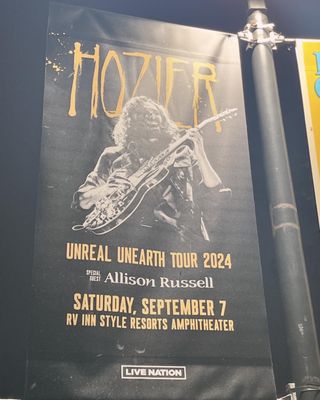 HOZIER
UNREAL UNEARTH TOUR 2024
SPECIAL GUEST Allison Russell
SATURDAY, SEPTEMBER 7
RV INN STYLE RESORTS AMPHITHEATER
LIVE NATION